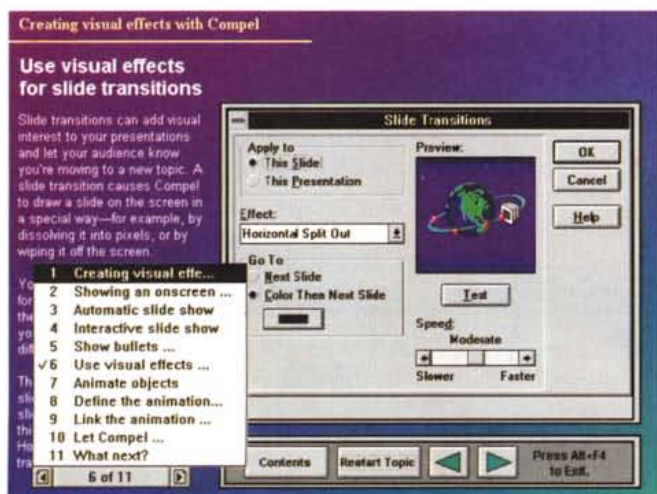 Creating visual effects with Compel
Use visual effects
for slide transitions
Slide transitions can add visual
interest to your presentations
and let your audience know
you're moving to a new topic. A
slide transition causes Compel
to draw a slide on the screen in
a special way—for example, by
dissolving it into pixels, or by
wiping it off the screen.
1 Creating visual effe...
2 Showing an onscreen ...
3 Automatic slide show
4 Interactive slide show
5 Show bullets ...
√6 Use visual effects ...
7 Animate objects
8 Define the animation...
9 Link the animation ...
10 Let Compel ...
11 What next?
6 of 11
Slide Transitions
Apply to
This Slide
This Presentation
Effect:
Horizontal Split Out
Go To
Next Slide
Color Then Next Slide
Preview:
Test
Speed:
Moderate
Slower Faster
OK
Cancel
Help
Contents
Restart Topic
Press Alt+F4
to Exit.